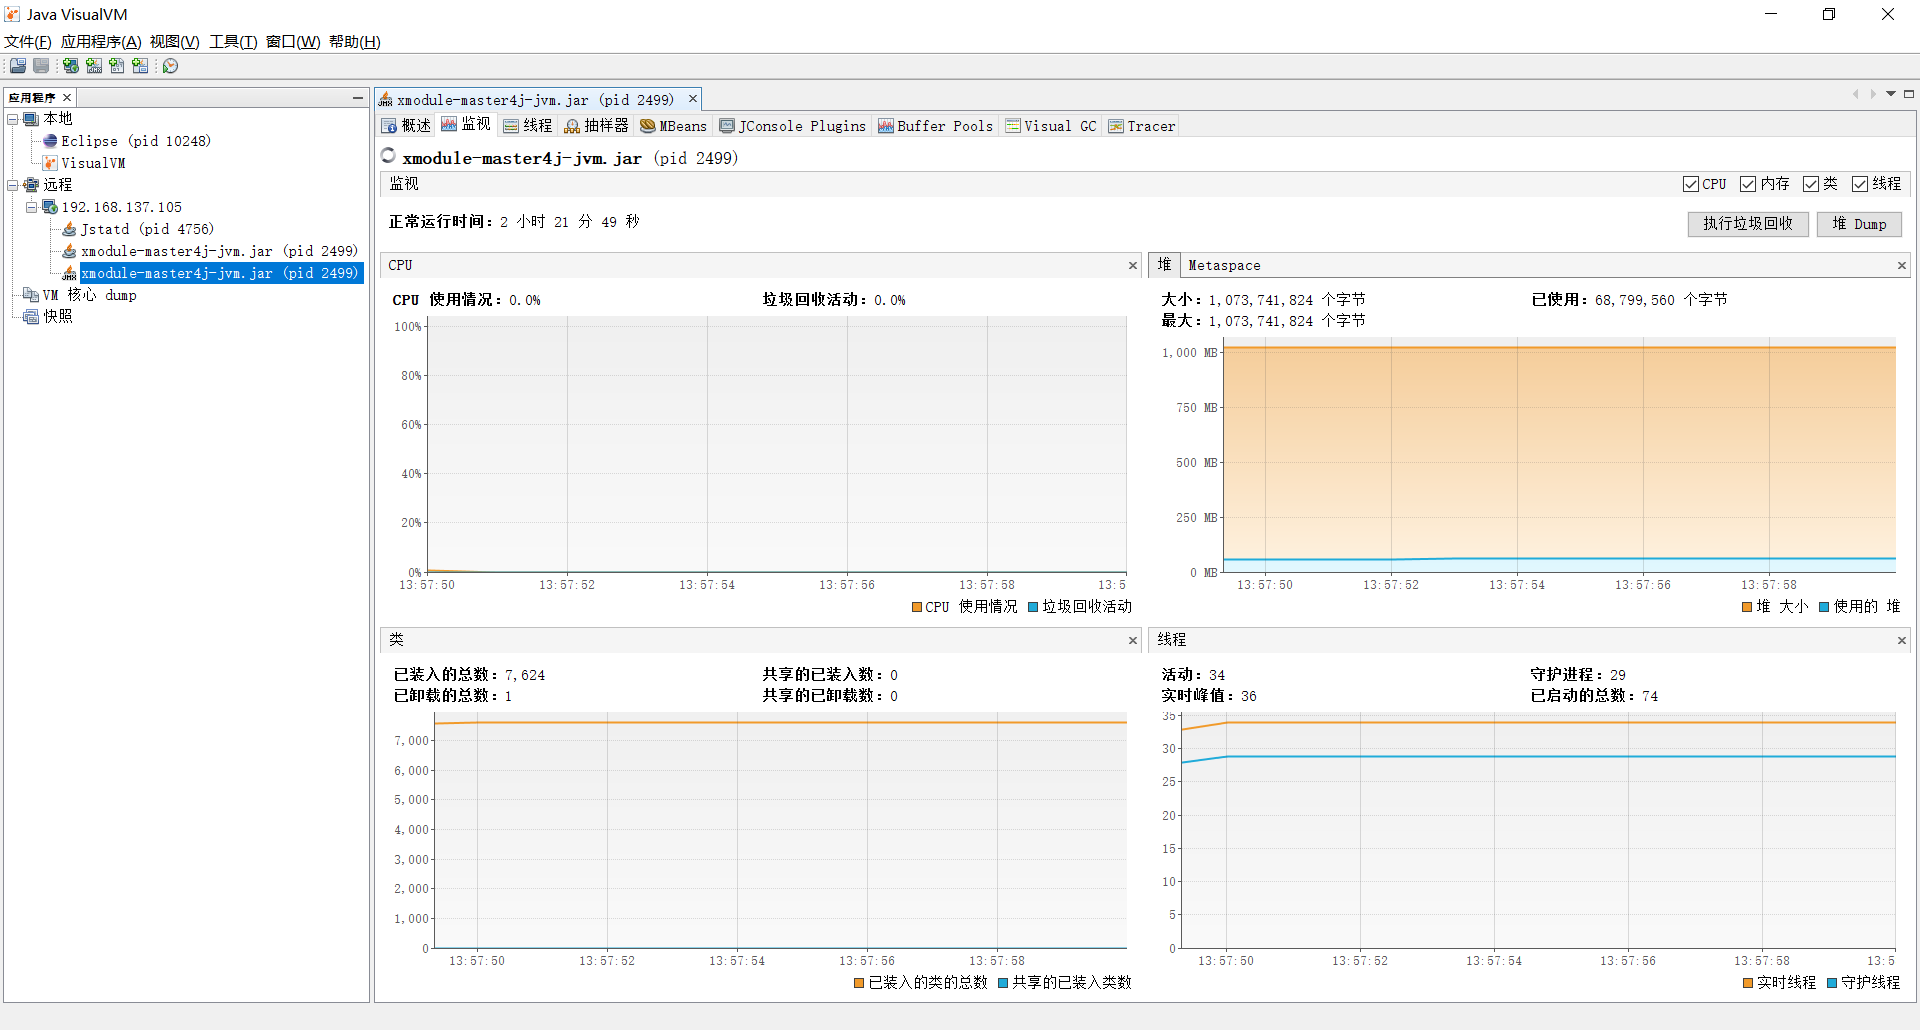 Java VisualVM
文件(F) 应用程序(A) 视图(V) 工具(T) 窗口(W) 帮助(H)
应用程序
本地
Eclipse (pid 10248)
VisualVM
远程
192.168.137.105
Jstatd (pid 4756)
xmodule-master4j-jvm.jar (pid 2499)
xmodule-master4j-jvm.jar (pid 2499)
VM 核心 dump
快照
xmodule-master4j-jvm.jar (pid 2499)
概述 监视 线程 抽样器 MBeans JConsole Plugins Buffer Pools Visual GC Tracer
xmodule-master4j-jvm.jar (pid 2499)
监视 CPU 内存 类 线程
正常运行时间: 2 小时 21 分 49 秒 执行垃圾回收 堆 Dump
CPU
CPU 使用情况: 0.0% 垃圾回收活动: 0.0%
100%
80%
60%
40%
20%
0%
13:57:50 13:57:52 13:57:54 13:57:56 13:57:58 13:5
CPU 使用情况 垃圾回收活动
堆 Metaspace
大小: 1,073,741,824 个字节 已使用: 68,799,560 个字节
最大: 1,073,741,824 个字节
1,000 MB
750 MB
500 MB
250 MB
0 MB
13:57:50 13:57:52 13:57:54 13:57:56 13:57:58
堆 大小 使用的 堆
类
已装入的总数: 7,624 共享的已装入数: 0
已卸载的总数: 1 共享的已卸载数: 0
7,000
6,000
5,000
4,000
3,000
2,000
1,000
0
13:57:50 13:57:52 13:57:54 13:57:56 13:57:58
已装入的类的总数 共享的已装入类数
线程
活动: 34 守护进程: 29
实时峰值: 36 已启动的总数: 74
35
30
25
20
15
10
5
0
13:57:50 13:57:52 13:57:54 13:57:56 13:57:58 13:5
实时线程 守护线程